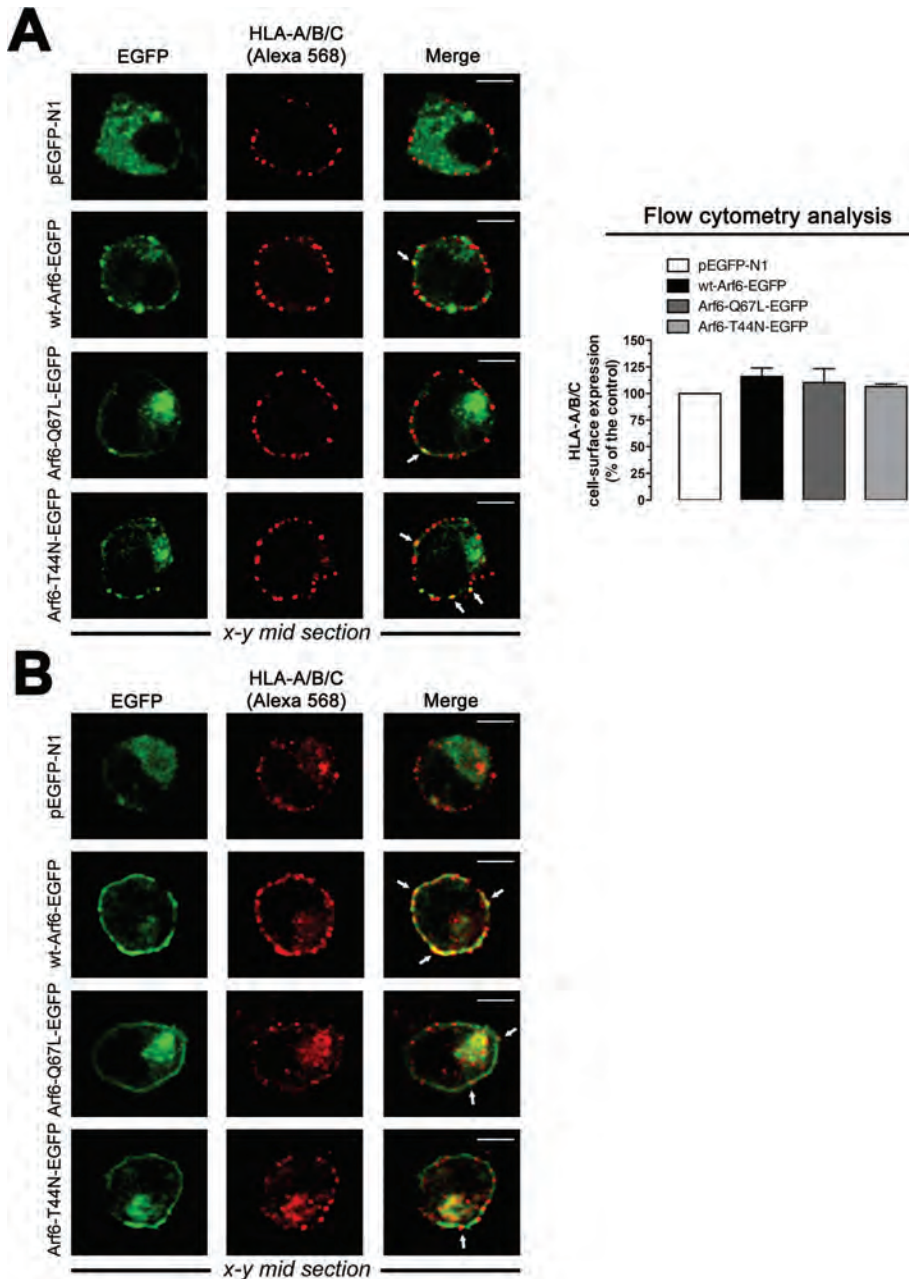 A
EGFP
HLA-A/B/C
(Alexa 568)
Merge
pEGFP-N1
wt-Arf6-EGFP
Arf6-Q67L-EGFP
Arf6-T44N-EGFP
x-y mid section
Flow cytometry analysis
pEGFP-N1
wt-Arf6-EGFP
Arf6-Q67L-EGFP
Arf6-T44N-EGFP
HLA-A/B/C
cell-surface expression
(% of the control)
150
125
100
75
50
25
0
B
EGFP
HLA-A/B/C
(Alexa 568)
Merge
pEGFP-N1
wt-Arf6-EGFP
Arf6-Q67L-EGFP
Arf6-T44N-EGFP
x-y mid section